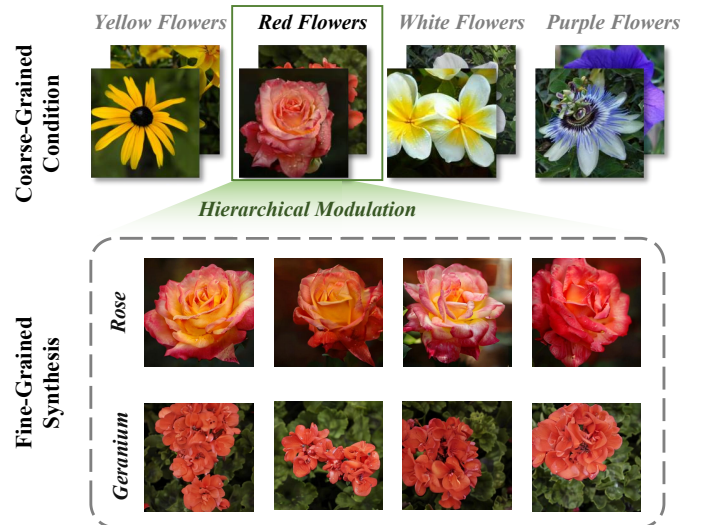 Yellow Flowers
Red Flowers
White Flowers
Purple Flowers
Coarse-Grained
Condition
Hierarchical Modulation
Fine-Grained
Synthesis
Rose
Geranium